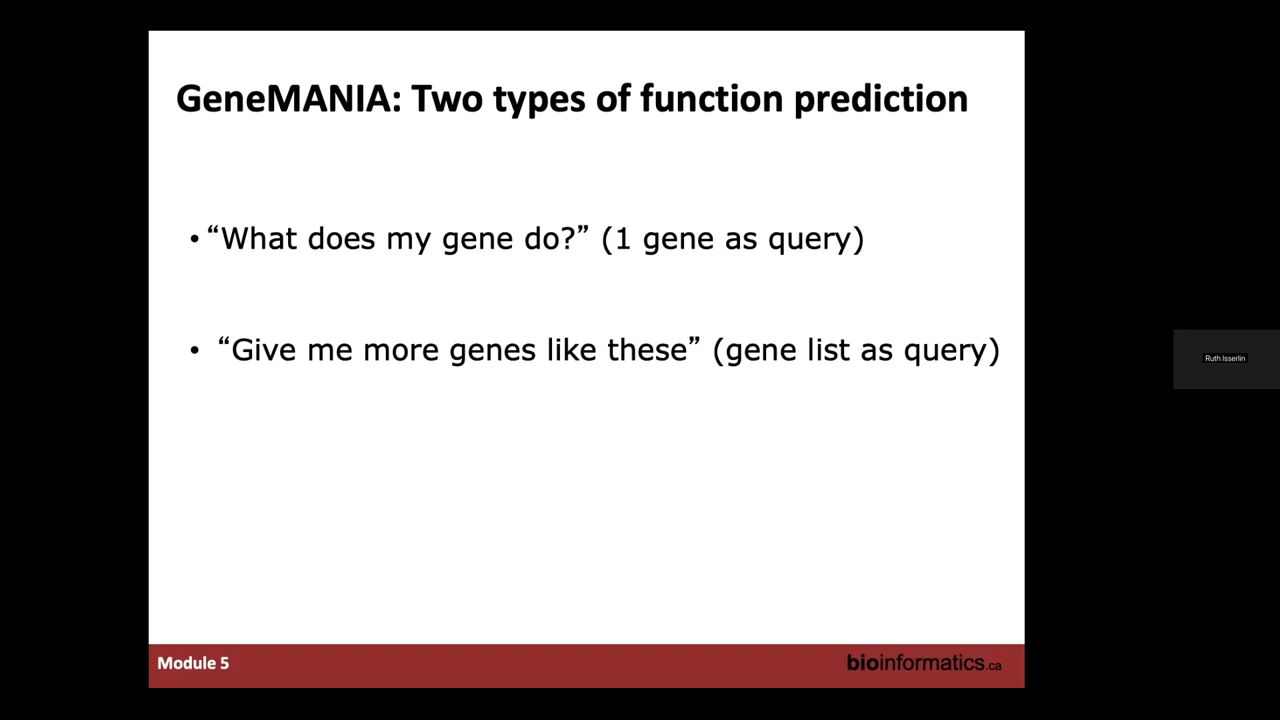 GeneMANIA: Two types of function prediction
• “What does my gene do?” (1 gene as query)
• “Give me more genes like these” (gene list as query)
Ruth Isserlin
Module 5
bioinformatics.ca